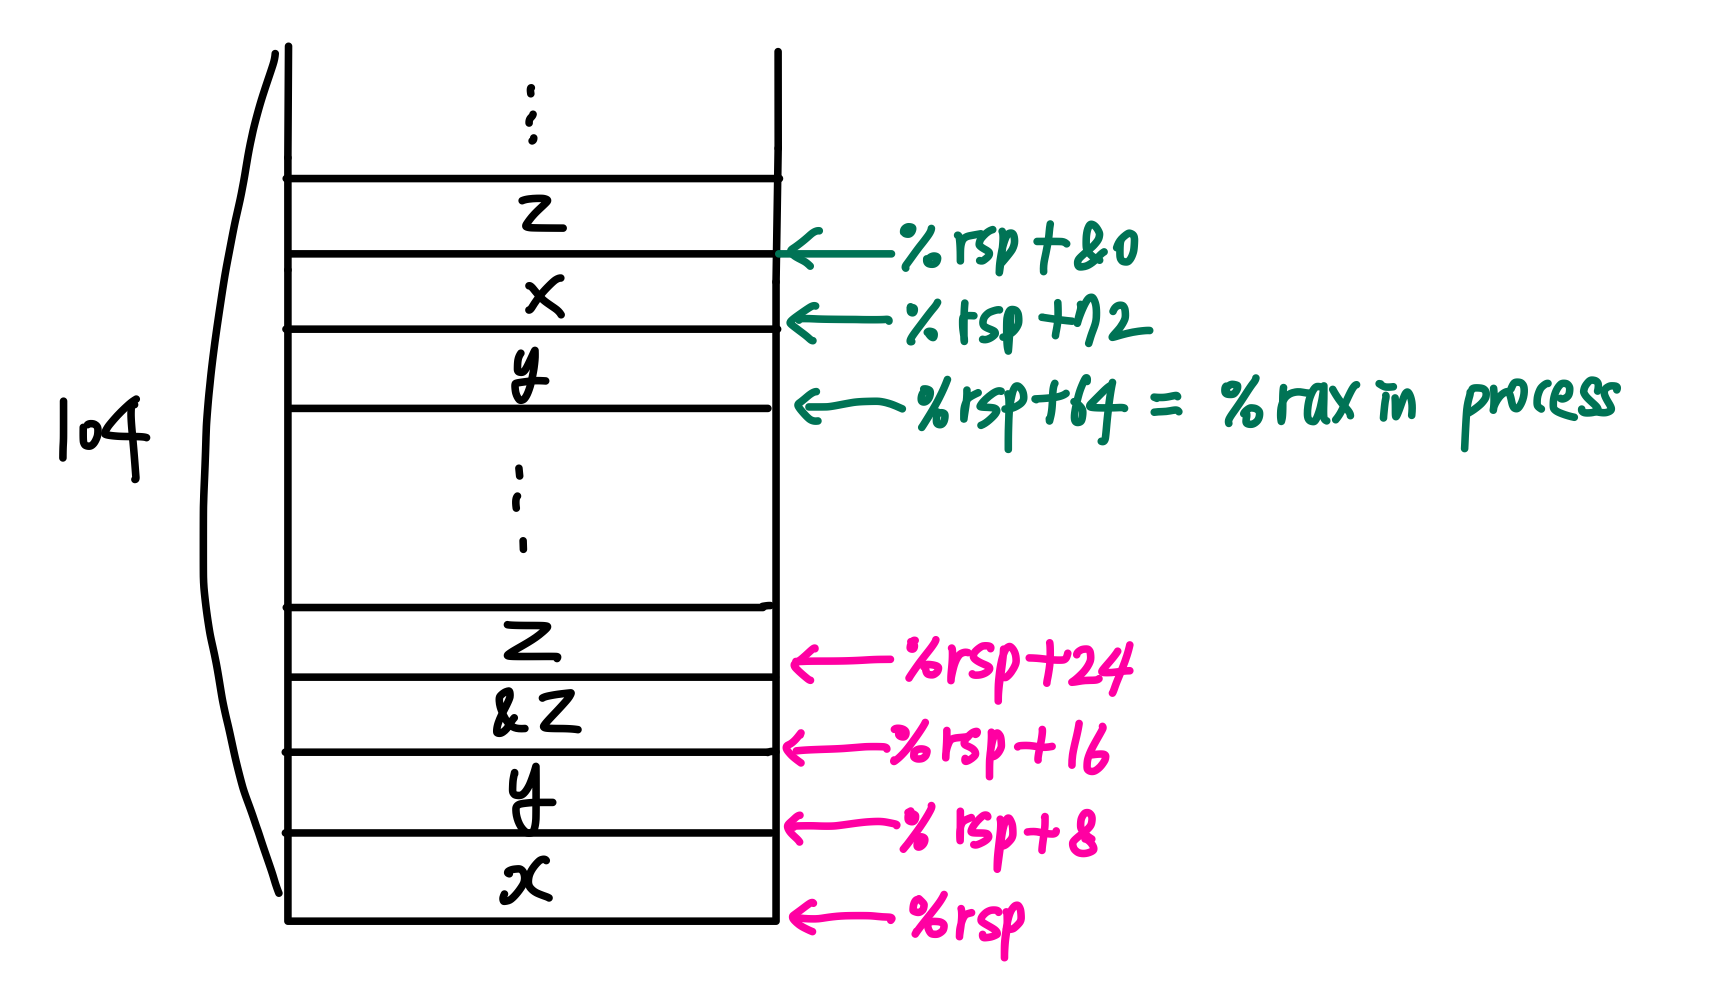 z
%rsp+80
x
%rsp+72
y
%rsp+64 = %rax in process
104
z
%rsp+24
&z
%rsp+16
y
%rsp+8
x
%rsp